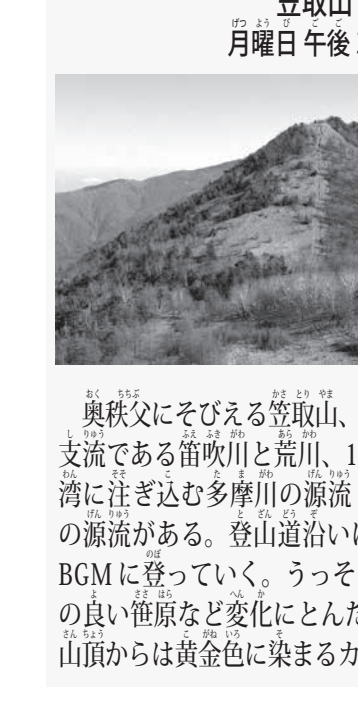 笠取山
月曜日 午後
奥秩父にそびえる笠取山、
支流である笛吹川と荒川、1
湾に注ぎ込む多摩川の源流
の源流がある。登山道沿いに
BGMに登っていく。うっそ
の良い笹原など変化にとんだ
山頂からは黄金色に染まるカ